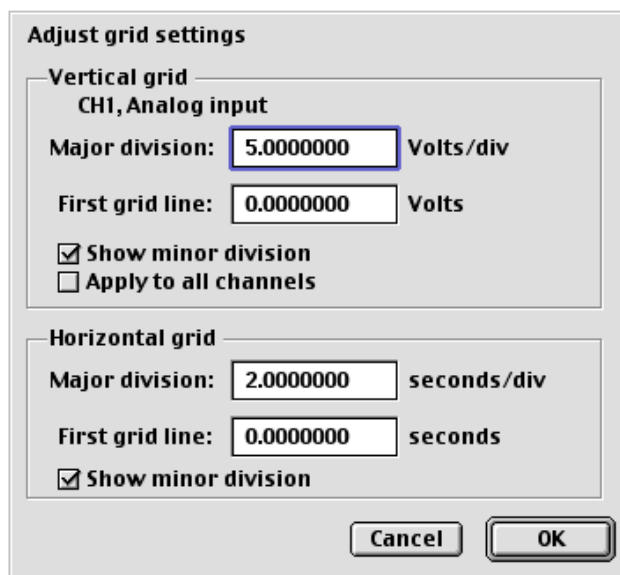 Adjust grid settings
Vertical grid
CH1, Analog input
Major division: 5.0000000 Volts/div
First grid line: 0.0000000 Volts
Show minor division
Apply to all channels
Horizontal grid
Major division: 2.0000000 seconds/div
First grid line: 0.0000000 seconds
Show minor division
Cancel OK